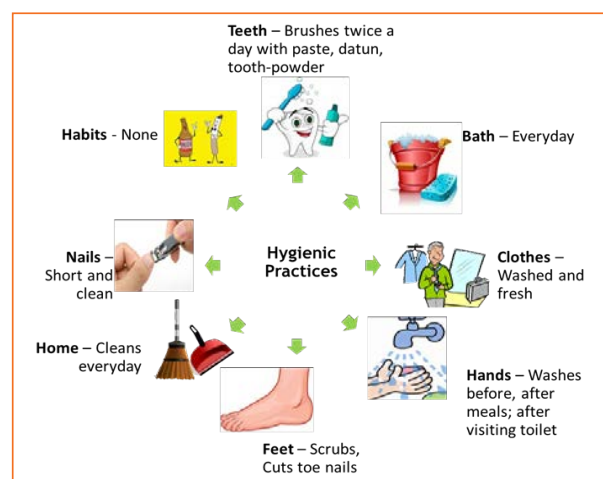 Teeth – Brushes twice a
day with paste, datun,
tooth-powder
Habits - None
Bath – Everyday
Nails –
Short and
clean
Hygienic
Practices
Clothes –
Washed and
fresh
Home – Cleans
everyday
Hands – Washes
before, after
meals; after
visiting toilet
Feet – Scrubs,
Cuts toe nails